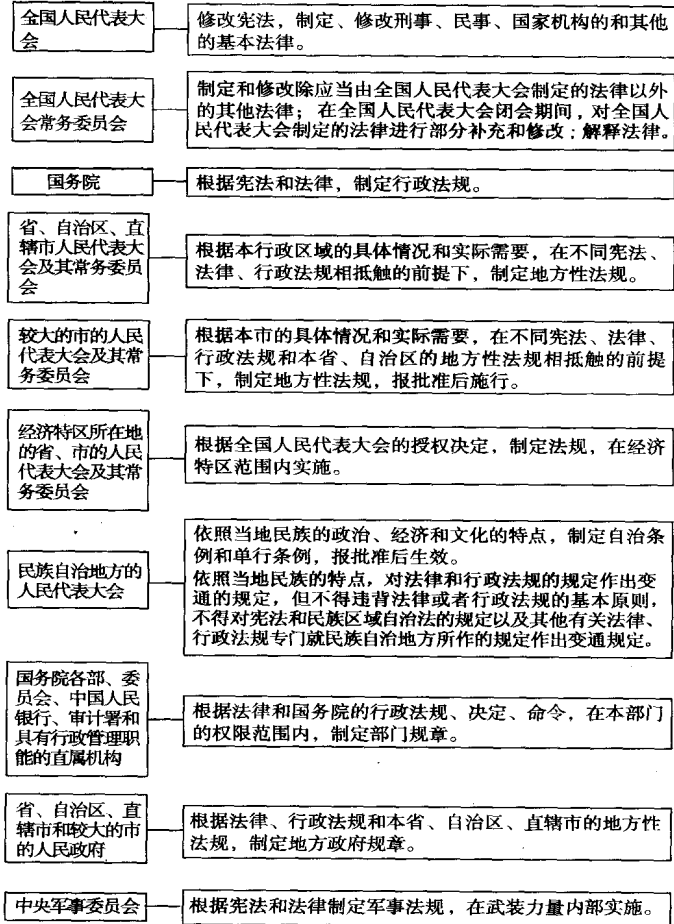 全国人民代表大
会
修改宪法，制定、修改刑事、民事、国家机构的和其他
的基本法律。
全国人民代表大
会常务委员会
制定和修改除应当由全国人民代表大会制定的法律以外
的其他法律；在全国人民代表大会闭会期间，对全国人
民代表大会制定的法律进行部分补充和修改；解释法律。
国务院
根据宪法和法律，制定行政法规。
省、自治区、直
辖市人民代表大
会及其常务委员
会
根据本行政区域的具体情况和实际需要，在不同宪法、
法律、行政法规相抵触的前提下，制定地方性法规。
较大的市的人民
代表大会及其常
务委员会
根据本市的具体情况和实际需要，在不同宪法、法律、
行政法规和本省、自治区的地方性法规相抵触的前提
下，制定地方性法规，报批准后施行。
经济特区所在地
的省、市的人民
代表大会及其常
务委员会
根据全国人民代表大会的授权决定，制定法规，在经济
特区范围内实施。
民族自治地方的
人民代表大会
依照当地民族的政治、经济和文化的特点，制定自治条
例和单行条例，报批准后生效。
依照当地民族的特点，对法律和行政法规的规定作出变
通的规定，但不得违背法律或者行政法规的基本原则，
不得对宪法和民族区域自治法的规定以及其他有关法律、
行政法规专门就民族自治地方所作的规定作出变通规定。
国务院各部、委
员会、中国人民
银行、审计署和
具有行政管理职
能的直属机构
根据法律和国务院的行政法规、决定、命令，在本部门
的权限范围内，制定部门规章。
省、自治区、直
辖市和较大的市
的人民政府
根据法律、行政法规和本省、自治区、直辖市的地方性
法规，制定地方政府规章。
中央军事委员会
根据宪法和法律制定军事法规，在武装力量内部实施。